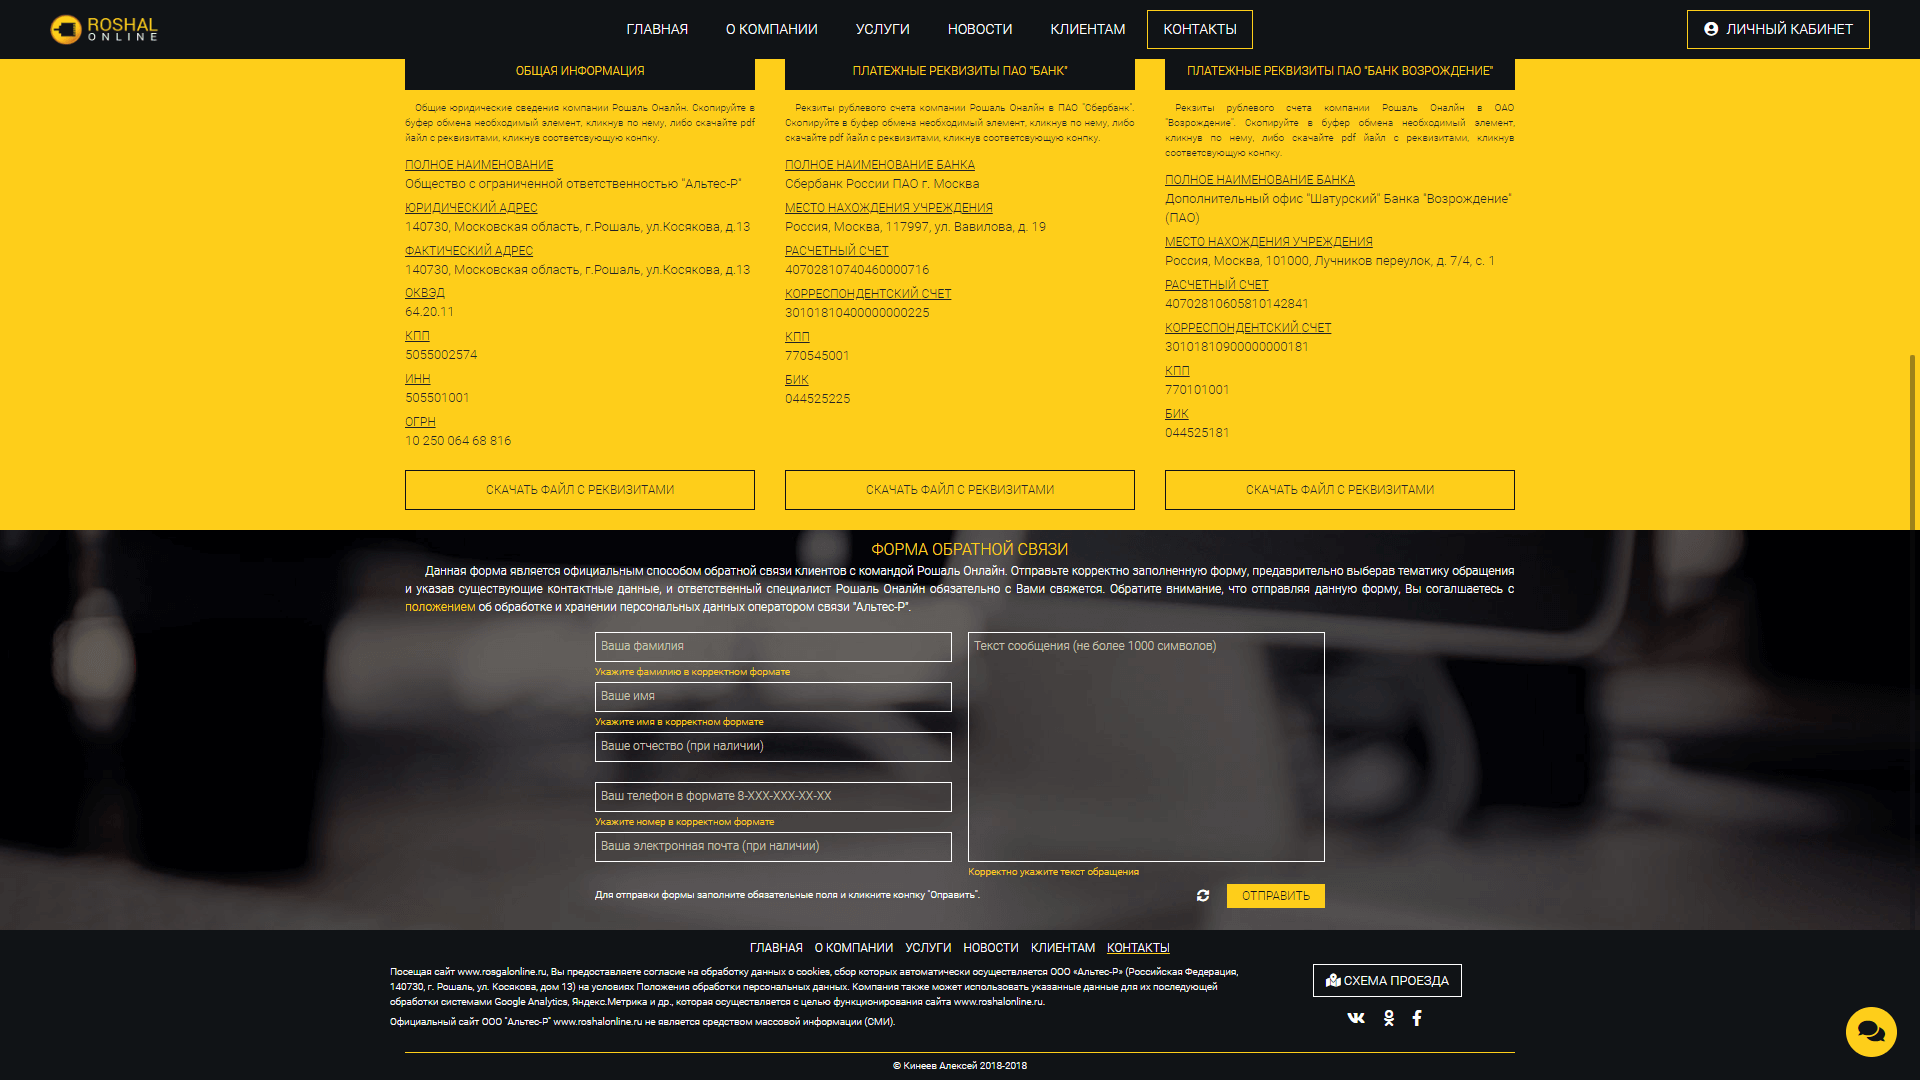 ROSHAL
ONLINE
ГЛАВНАЯ
О КОМПАНИИ
УСЛУГИ
НОВОСТИ
КЛИЕНТАМ
КОНТАКТЫ
ЛИЧНЫЙ КАБИНЕТ
ОБЩАЯ ИНФОРМАЦИЯ
Общие юридические сведения компании Рошаль Оналйн. Скопируйте в
буфер обмена необходимый элемент, кликнув по нему, либо скачайте pdf
йайл с реквизитами, кликнув соответсвующую конпку.
ПОЛНОЕ НАИМЕНОВАНИЕ
Общество с ограниченной ответственностью "Альтес-Р"
ЮРИДИЧЕСКИЙ АДРЕС
140730, Московская область, г.Рошаль, ул.Косякова, д.13
ФАКТИЧЕСКИЙ АДРЕС
140730, Московская область, г.Рошаль, ул.Косякова, д.13
ОКВЭД
64.20.11
КПП
5055002574
ИНН
505501001
ОГРН
10 250 064 68 816
СКАЧАТЬ ФАЙЛ С РЕКВИЗИТАМИ
ПЛАТЕЖНЫЕ РЕКВИЗИТЫ ПАО "БАНК"
Рекзиты рублевого счета компании Рошаль Оналйн в ПАО "Сбербанк".
Скопируйте в буфер обмена необходимый элемент, кликнув по нему, либо
скачайте pdf йайл с реквизитами, кликнув соответсвующую конпку.
ПОЛНОЕ НАИМЕНОВАНИЕ БАНКА
Сбербанк России ПАО г. Москва
МЕСТО НАХОЖДЕНИЯ УЧРЕЖДЕНИЯ
Россия, Москва, 117997, ул. Вавилова, д. 19
РАСЧЕТНЫЙ СЧЕТ
40702810740460000716
КОРРЕСПОНДЕНТСКИЙ СЧЕТ
30101810400000000225
КПП
770545001
БИК
044525225
СКАЧАТЬ ФАЙЛ С РЕКВИЗИТАМИ
ПЛАТЕЖНЫЕ РЕКВИЗИТЫ ПАО "БАНК ВОЗРОЖДЕНИЕ"
Рекзиты рублевого счета компании Рошаль Оналйн в ОАО
"Возрождение". Скопируйте в буфер обмена необходимый элемент,
кликнув по нему, либо скачайте pdf йайл с реквизитами, кликнув
соответсвующую конпку.
ПОЛНОЕ НАИМЕНОВАНИЕ БАНКА
Дополнительный офис "Шатурский" Банка "Возрождение"
(ПАО)
МЕСТО НАХОЖДЕНИЯ УЧРЕЖДЕНИЯ
Россия, Москва, 101000, Лучников переулок, д. 7/4, с. 1
РАСЧЕТНЫЙ СЧЕТ
40702810605810142841
КОРРЕСПОНДЕНТСКИЙ СЧЕТ
30101810900000000181
КПП
770101001
БИК
044525181
СКАЧАТЬ ФАЙЛ С РЕКВИЗИТАМИ
ФОРМА ОБРАТНОЙ СВЯЗИ
Данная форма является официальным способом обратной связи клиентов с командой Рошаль Онлайн. Отправьте корректно заполненную форму, предаврительно выберав тематику обращения
и указав существующие контактные данные, и ответственный специалист Рошаль Оналйн обязательно с Вами свяжется. Обратите внимание, что отправляя данную форму, Вы согалшаетесь с
положением об обработке и хранении персональных данных оператором связи "Альтес-Р".
Ваша фамилия
Укажите фамилию в корректном формате
Ваше имя
Укажите имя в корректном формате
Ваше отчество (при наличии)
Ваш телефон в формате 8-XXX-XXX-XX-XX
Укажите номер в корректном формате
Ваша электронная почта (при наличии)
Текст сообщения (не более 1000 символов)
Корректно укажите текст обращения
Для отправки формы заполните обязательные поля и кликните конпку "Оправить".
ОТПРАВИТЬ
ГЛАВНАЯ
О КОМПАНИИ
УСЛУГИ
НОВОСТИ
КЛИЕНТАМ
КОНТАКТЫ
Посещая сайт www.rosgalonline.ru, Вы предоставляете согласие на обработку данных о cookies, сбор которых автоматически осуществляется ООО «Альтес-Р» (Российская Федерация,
140730, г. Рошаль, ул. Косякова, дом 13) на условиях Положения обработки персональных данных. Компания также может использовать указанные данные для их последующей
обработки системами Google Analytics, Яндекс.Метрика и др., которая осуществляется с целью функционирования сайта www.roshalonline.ru.
Официальный сайт ООО "Альтес-Р" www.roshalonline.ru не является средством массовой информации (СМИ).
СХЕМА ПРОЕЗДА
© Кинеев Алексей 2018-2018